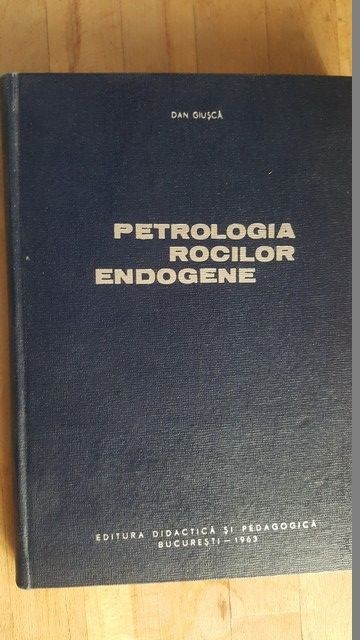 DAN GIUȘCĂ
PETROLOGIA
ROCILOR
ENDOGENE
EDITURA DIDACTICĂ ȘI PEDAGOGICĂ
BUCUREȘTI — 1963